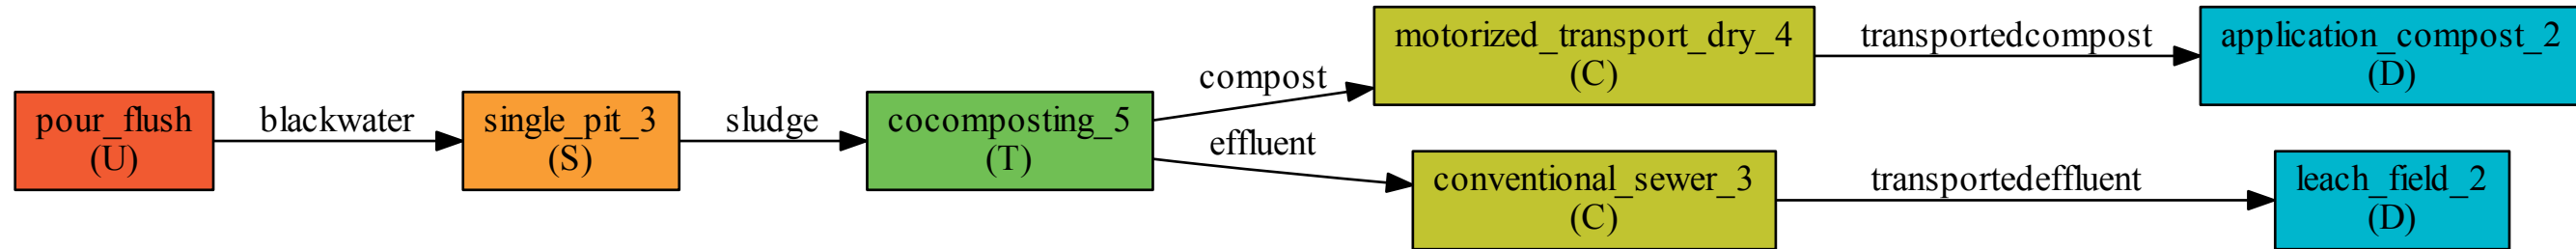 pour_flush
(U)
blackwater
single_pit_3
(S)
sludge
cocomposting_5
(T)
compost
effluent
motorized_transport_dry_4
(C)
transportedcompost
application_compost_2
(D)
conventional_sewer_3
(C)
transportedeffluent
leach_field_2
(D)